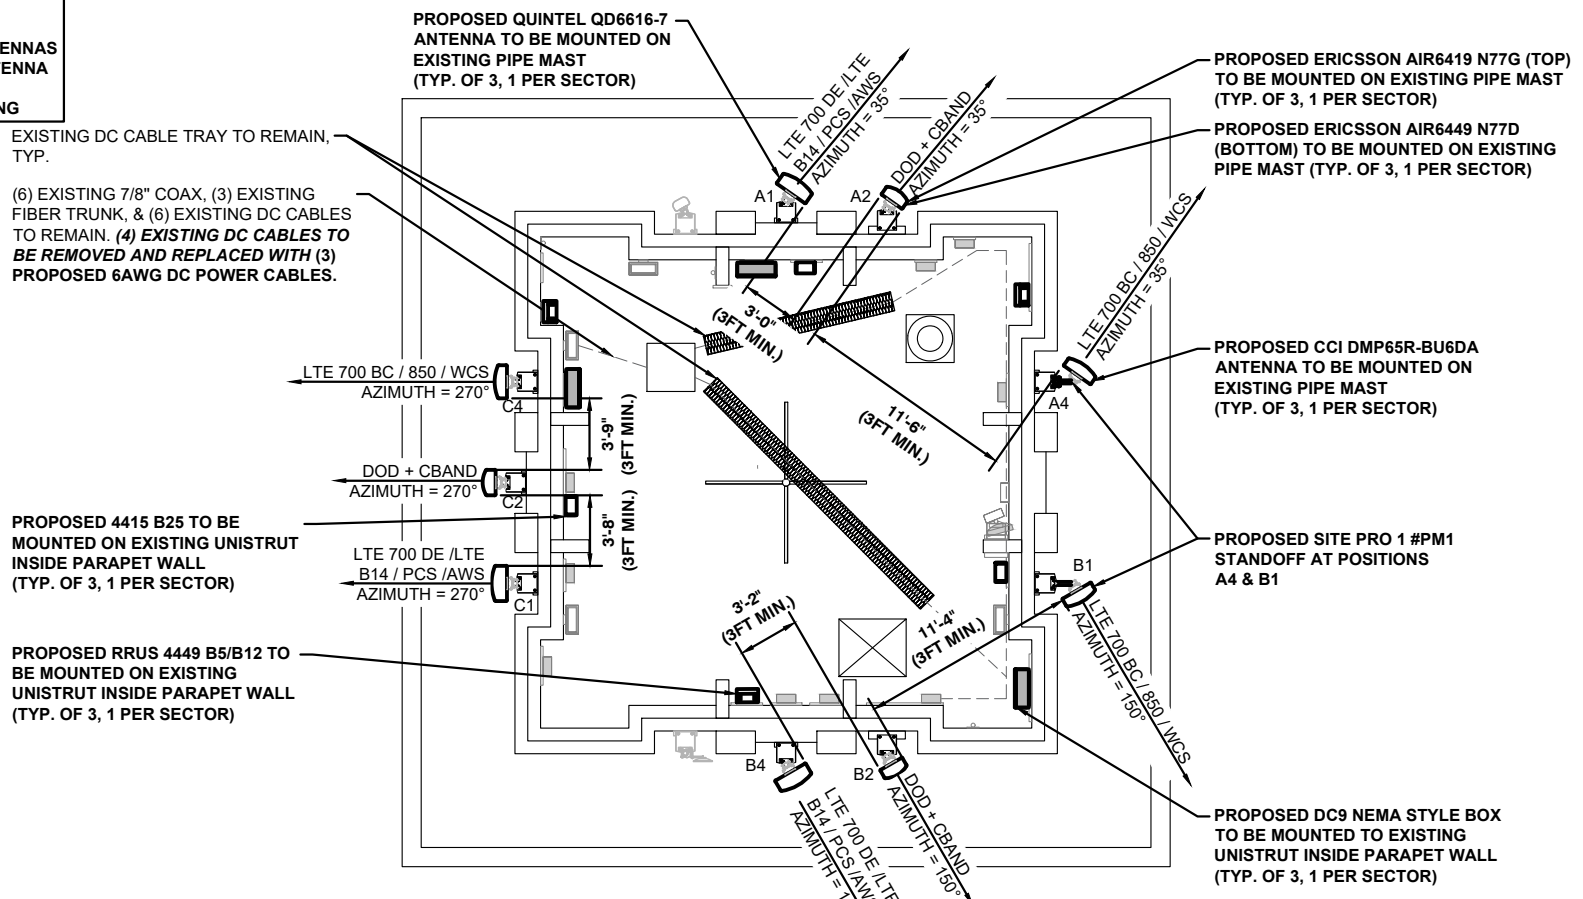 ENNAS
TENNA
NG
PROPOSED QUINTEL QD6616-7
ANTENNA TO BE MOUNTED ON
EXISTING PIPE MAST
(TYP. OF 3, 1 PER SECTOR)
EXISTING DC CABLE TRAY TO REMAIN,
TYP.
(6) EXISTING 7/8" COAX, (3) EXISTING
FIBER TRUNK, & (6) EXISTING DC CABLES
TO REMAIN. (4) EXISTING DC CABLES TO
BE REMOVED AND REPLACED WITH (3)
PROPOSED 6AWG DC POWER CABLES.
LTE 700 DE /LTE
B14 / PCS /AWS
AZIMUTH = 35°
A1
DOD + CBAND
AZIMUTH = 35°
A2
PROPOSED ERICSSON AIR6419 N77G (TOP)
TO BE MOUNTED ON EXISTING PIPE MAST
(TYP. OF 3, 1 PER SECTOR)
PROPOSED ERICSSON AIR6449 N77D
(BOTTOM) TO BE MOUNTED ON EXISTING
PIPE MAST (TYP. OF 3, 1 PER SECTOR)
LTE 700 BC / 850 / WCS
AZIMUTH = 35°
A4
PROPOSED CCI DMP65R-BU6DA
ANTENNA TO BE MOUNTED ON
EXISTING PIPE MAST
(TYP. OF 3, 1 PER SECTOR)
3'-0"
(3FT MIN.)
11'-6"
(3FT MIN.)
LTE 700 BC / 850 / WCS
AZIMUTH = 270°
C4
3'-9"
(3FT MIN.)
DOD + CBAND
AZIMUTH = 270°
C2
3'-8"
(3FT MIN.)
LTE 700 DE /LTE
B14 / PCS /AWS
AZIMUTH = 270°
C1
PROPOSED 4415 B25 TO BE
MOUNTED ON EXISTING UNISTRUT
INSIDE PARAPET WALL
(TYP. OF 3, 1 PER SECTOR)
PROPOSED RRUS 4449 B5/B12 TO
BE MOUNTED ON EXISTING
UNISTRUT INSIDE PARAPET WALL
(TYP. OF 3, 1 PER SECTOR)
PROPOSED SITE PRO 1 #PM1
STANDOFF AT POSITIONS
A4 & B1
B1
LTE 700 BC / 850 / WCS
AZIMUTH = 150°
3'-2"
(3FT MIN.)
11'-4"
(3FT MIN.)
B4
LTE 700 DE /LTE
B14 / PCS /AW
AZIMUTH = 1
B2
DOD + CBAND
AZIMUTH = 150°
PROPOSED DC9 NEMA STYLE BOX
TO BE MOUNTED TO EXISTING
UNISTRUT INSIDE PARAPET WALL
(TYP. OF 3, 1 PER SECTOR)